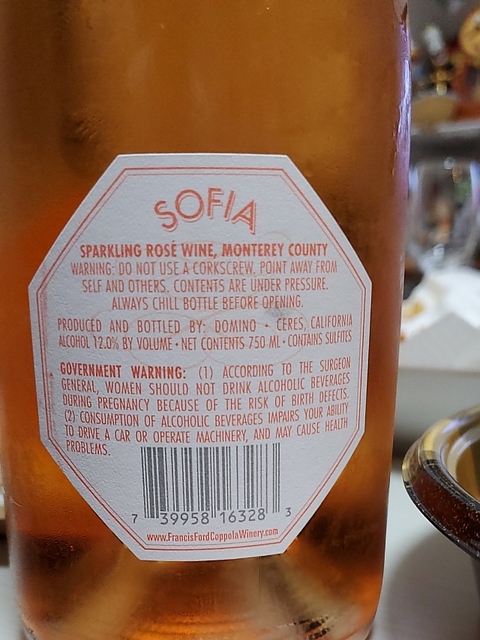 SOFIA
SPARKLING ROSÉ WINE, MONTEREY COUNTY
WARNING: DO NOT USE A CORKSCREW. POINT AWAY FROM
SELF AND OTHERS. CONTENTS ARE UNDER PRESSURE.
ALWAYS CHILL BOTTLE BEFORE OPENING.
PRODUCED AND BOTTLED BY: DOMINO • CERES, CALIFORNIA
ALCOHOL 12.0% BY VOLUME • NET CONTENTS 750 ML • CONTAINS SULFITES
GOVERNMENT WARNING: (1) ACCORDING TO THE SURGEON
GENERAL, WOMEN SHOULD NOT DRINK ALCOHOLIC BEVERAGES
DURING PREGNANCY BECAUSE OF THE RISK OF BIRTH DEFECTS.
(2) CONSUMPTION OF ALCOHOLIC BEVERAGES IMPAIRS YOUR ABILITY
TO DRIVE A CAR OR OPERATE MACHINERY, AND MAY CAUSE HEALTH
PROBLEMS.
7 39958 16328 3
www.FrancisFordCoppolaWinery.com